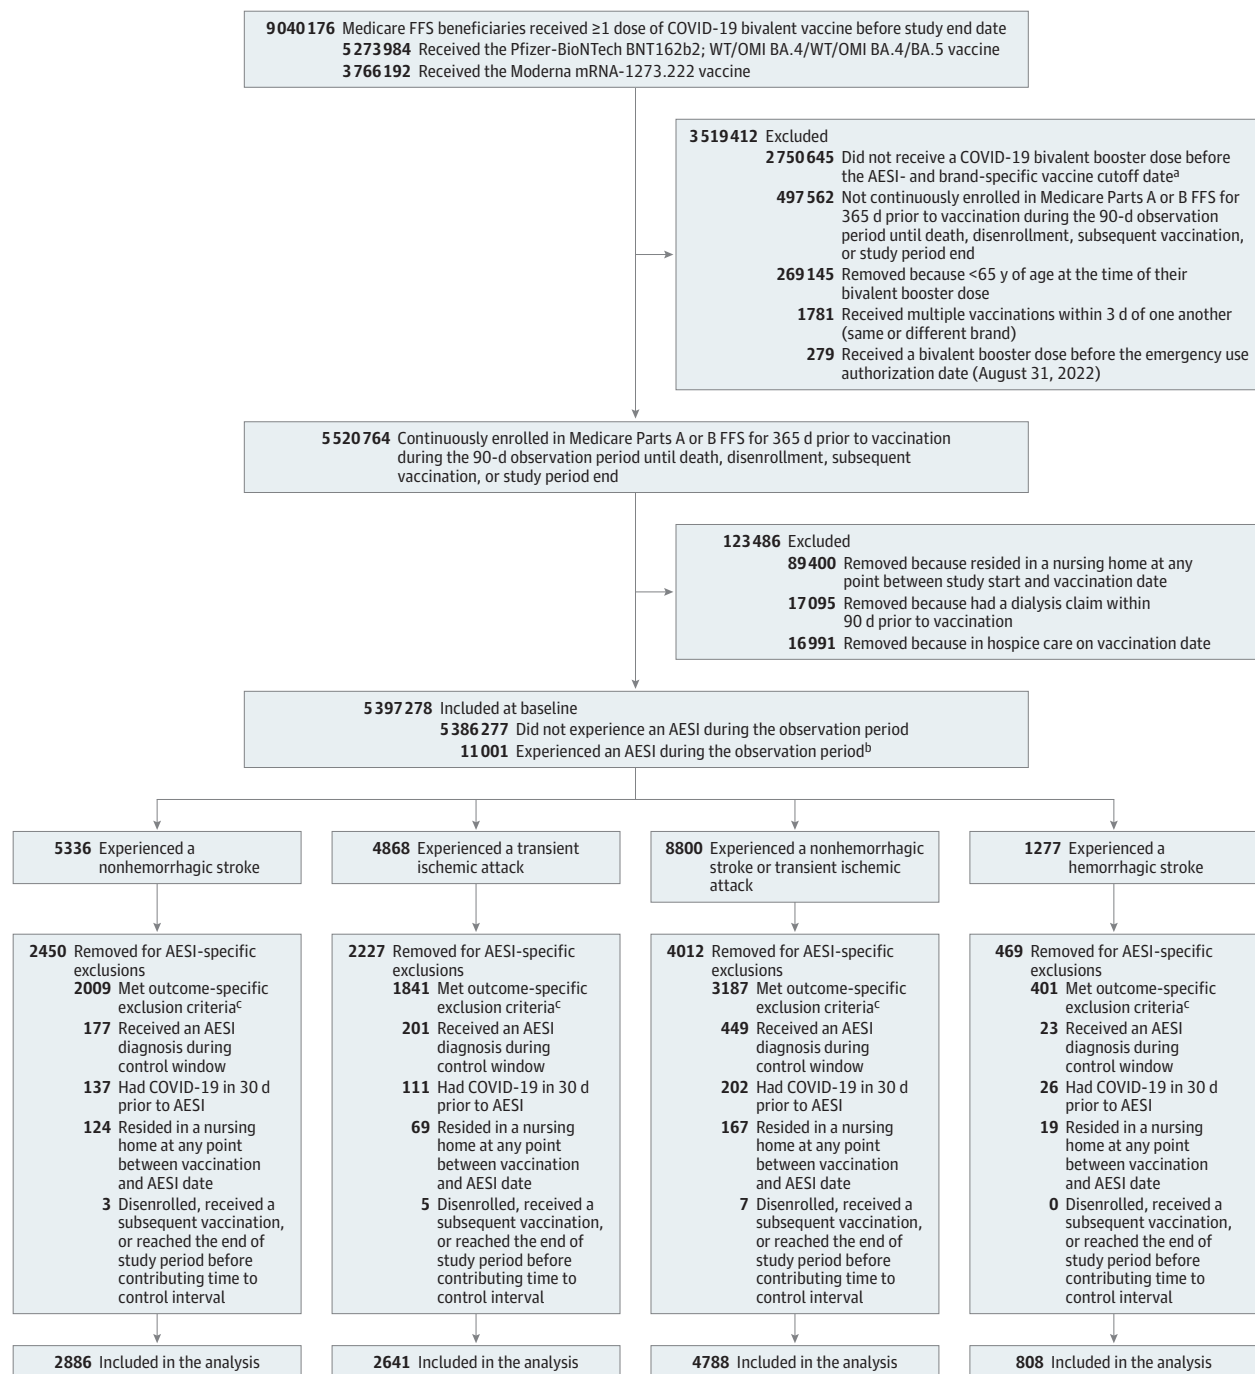 9040176 Medicare FFS beneficiaries received ≥1 dose of COVID-19 bivalent vaccine before study end date
5273984 Received the Pfizer-BioNTech BNT162b2; WT/OMI BA.4/WT/OMI BA.4/BA.5 vaccine
3766192 Received the Moderna mRNA-1273.222 vaccine
3519412 Excluded
2750645 Did not receive a COVID-19 bivalent booster dose before
the AESI- and brand-specific vaccine cutoff dateᵃ
497562 Not continuously enrolled in Medicare Parts A or B FFS for
365 d prior to vaccination during the 90-d observation
period until death, disenrollment, subsequent vaccination,
or study period end
269145 Removed because <65 y of age at the time of their
bivalent booster dose
1781 Received multiple vaccinations within 3 d of one another
(same or different brand)
279 Received a bivalent booster dose before the emergency use
authorization date (August 31, 2022)
5520764 Continuously enrolled in Medicare Parts A or B FFS for 365 d prior to vaccination
during the 90-d observation period until death, disenrollment, subsequent
vaccination, or study period end
123486 Excluded
89400 Removed because resided in a nursing home at any
point between study start and vaccination date
17095 Removed because had a dialysis claim within
90 d prior to vaccination
16991 Removed because in hospice care on vaccination date
5397278 Included at baseline
5386277 Did not experience an AESI during the observation period
11001 Experienced an AESI during the observation periodᵇ
5336 Experienced a
nonhemorrhagic stroke
2450 Removed for AESI-specific
exclusions
2009 Met outcome-specific
exclusion criteriaᶜ
177 Received an AESI
diagnosis during
control window
137 Had COVID-19 in 30 d
prior to AESI
124 Resided in a nursing
home at any point
between vaccination
and AESI date
3 Disenrolled, received a
subsequent vaccination,
or reached the end of
study period before
contributing time to
control interval
2886 Included in the analysis
4868 Experienced a transient
ischemic attack
2227 Removed for AESI-specific
exclusions
1841 Met outcome-specific
exclusion criteriaᶜ
201 Received an AESI
diagnosis during
control window
111 Had COVID-19 in 30 d
prior to AESI
69 Resided in a nursing
home at any point
between vaccination
and AESI date
5 Disenrolled, received a
subsequent vaccination,
or reached the end of
study period before
contributing time to
control interval
2641 Included in the analysis
8800 Experienced a nonhemorrhagic
stroke or transient ischemic
attack
4012 Removed for AESI-specific
exclusions
3187 Met outcome-specific
exclusion criteriaᶜ
449 Received an AESI
diagnosis during
control window
202 Had COVID-19 in 30 d
prior to AESI
167 Resided in a nursing
home at any point
between vaccination
and AESI date
7 Disenrolled, received a
subsequent vaccination,
or reached the end of
study period before
contributing time to
control interval
4788 Included in the analysis
1277 Experienced a
hemorrhagic stroke
469 Removed for AESI-specific
exclusions
401 Met outcome-specific
exclusion criteriaᶜ
23 Received an AESI
diagnosis during
control window
26 Had COVID-19 in 30 d
prior to AESI
19 Resided in a nursing
home at any point
between vaccination
and AESI date
0 Disenrolled, received a
subsequent vaccination,
or reached the end of
study period before
contributing time to
control interval
808 Included in the analysis